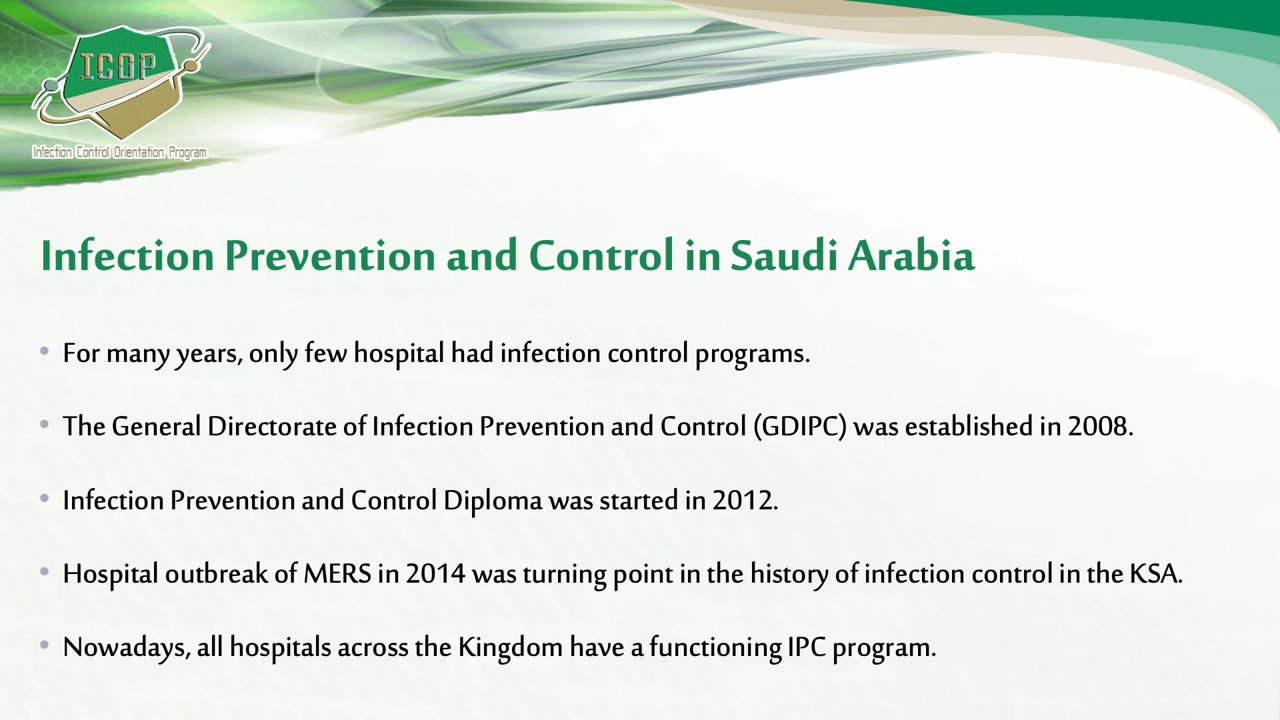 ICOP
Infection Control Orientation Program
Infection Prevention and Control in Saudi Arabia
• For many years, only few hospital had infection control programs.
• The General Directorate of Infection Prevention and Control (GDIPC) was established in 2008.
• Infection Prevention and Control Diploma was started in 2012.
• Hospital outbreak of MERS in 2014 was turning point in the history of infection control in the KSA.
• Nowadays, all hospitals across the Kingdom have a functioning IPC program.